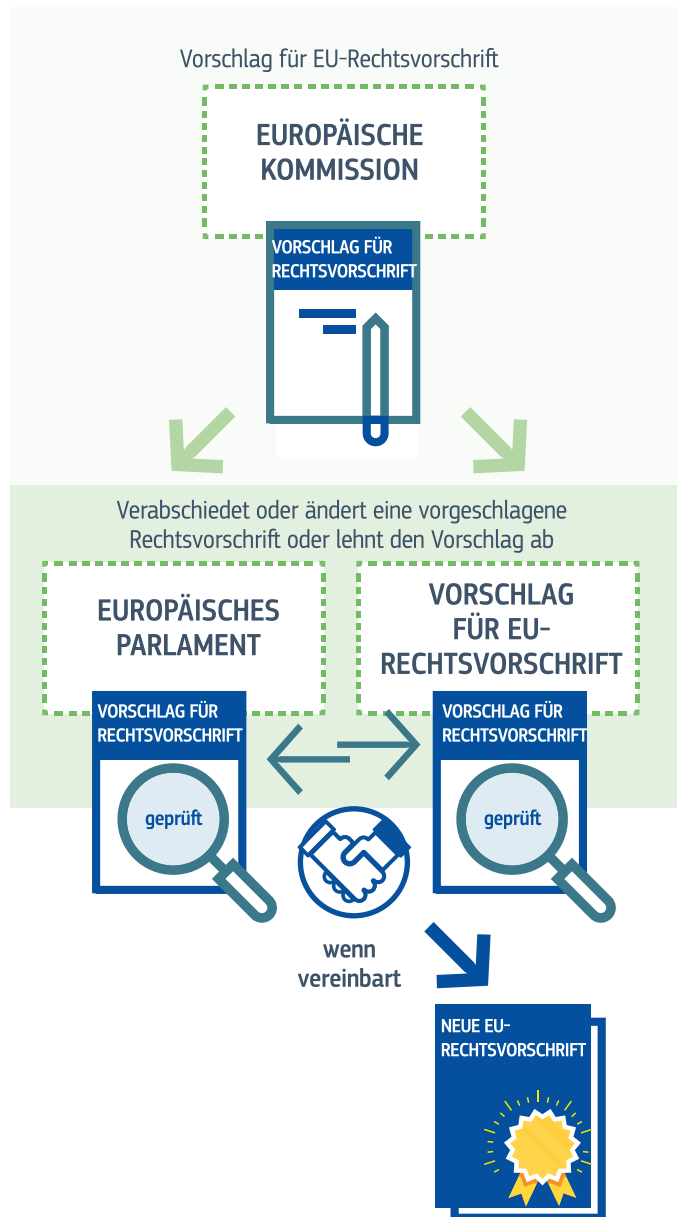 Vorschlag für EU-Rechtsvorschrift
EUROPÄISCHE
KOMMISSION
VORSCHLAG FÜR
RECHTSVORSCHRIFT
Verabschiedet oder ändert eine vorgeschlagene
Rechtsvorschrift oder lehnt den Vorschlag ab
EUROPÄISCHES
PARLAMENT
VORSCHLAG
FÜR EU-
RECHTSVORSCHRIFT
VORSCHLAG FÜR
RECHTSVORSCHRIFT
geprüft
VORSCHLAG FÜR
RECHTSVORSCHRIFT
geprüft
wenn
vereinbart
NEUE EU-
RECHTSVORSCHRIFT